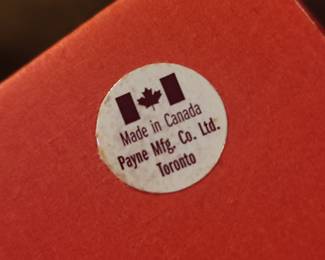 Made in Canada
Payne Mfg. Co. Ltd.
Toronto